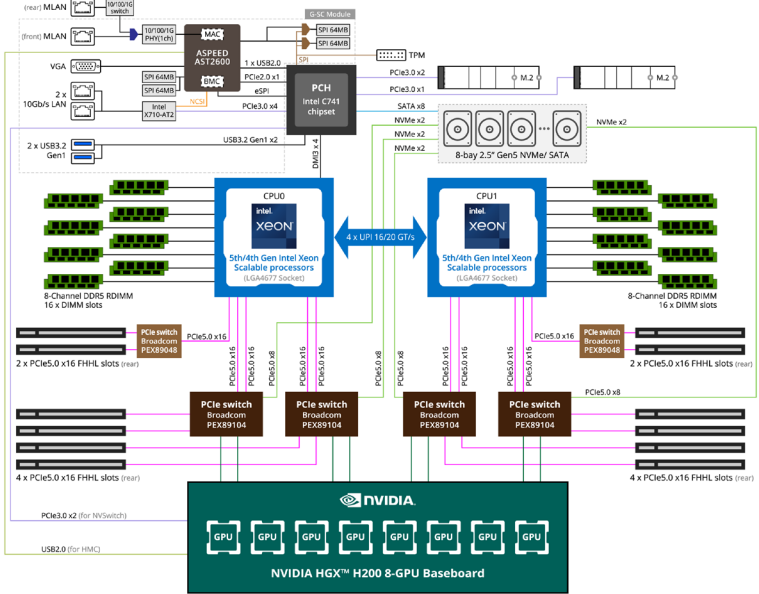 (rear) MLAN
10/100/1G
switch
(front) MLAN
10/100/1G
PHY(1ch)
MAC
ASPEED
AST2600
BMC
G-SC Module
SPI 64MB
SPI 64MB
SPI
TPM
VGA
SPI 64MB
SPI 64MB
2 x
10Gb/s LAN
Intel
X710-AT2
NCSI
1 x USB2.0
PCIe2.0 x1
eSPI
PCIe3.0 x4
PCH
Intel C741
chipset
PCIe3.0 x2
M.2
PCIe3.0 x1
M.2
SATA x8
NVMe x2
NVMe x2
NVMe x2
NVMe x2
8-bay 2.5" Gen5 NVMe/ SATA
2 x USB3.2
Gen1
USB3.2 Gen1 x2
DMI3 x 4
CPU0
intel.
XEON
5th/4th Gen Intel Xeon
Scalable processors
(LGA4677 Socket)
4 x UPI 16/20 GT/s
CPU1
intel.
XEON
5th/4th Gen Intel Xeon
Scalable processors
(LGA4677 Socket)
8-Channel DDR5 RDIMM
16 x DIMM slots
8-Channel DDR5 RDIMM
16 x DIMM slots
PCIe switch
Broadcom
PEX89048
PCIe5.0 x16
2 x PCIe5.0 x16 FHHL slots (rear)
PCIe5.0 x16
PCIe5.0 x16
PCIe5.0 x16
PCIe5.0 x8
PCIe5.0 x16
PCIe5.0 x16
PCIe5.0 x8
PCIe5.0 x8
PCIe5.0 x16
PCIe5.0 x16
PCIe5.0 x16
PCIe5.0 x16
PCIe5.0 x16
PCIe switch
Broadcom
PEX89048
2 x PCIe5.0 x16 FHHL slots (rear)
PCIe5.0 x8
PCIe switch
Broadcom
PEX89104
PCIe switch
Broadcom
PEX89104
PCIe switch
Broadcom
PEX89104
PCIe switch
Broadcom
PEX89104
4 x PCIe5.0 x16 FHHL slots (rear)
4 x PCIe5.0 x16 FHHL slots (rear)
PCIe3.0 x2 (for NVSwitch)
USB2.0 (for HMC)
NVIDIA.
GPU GPU GPU GPU GPU GPU GPU GPU
NVIDIA HGX™ H200 8-GPU Baseboard